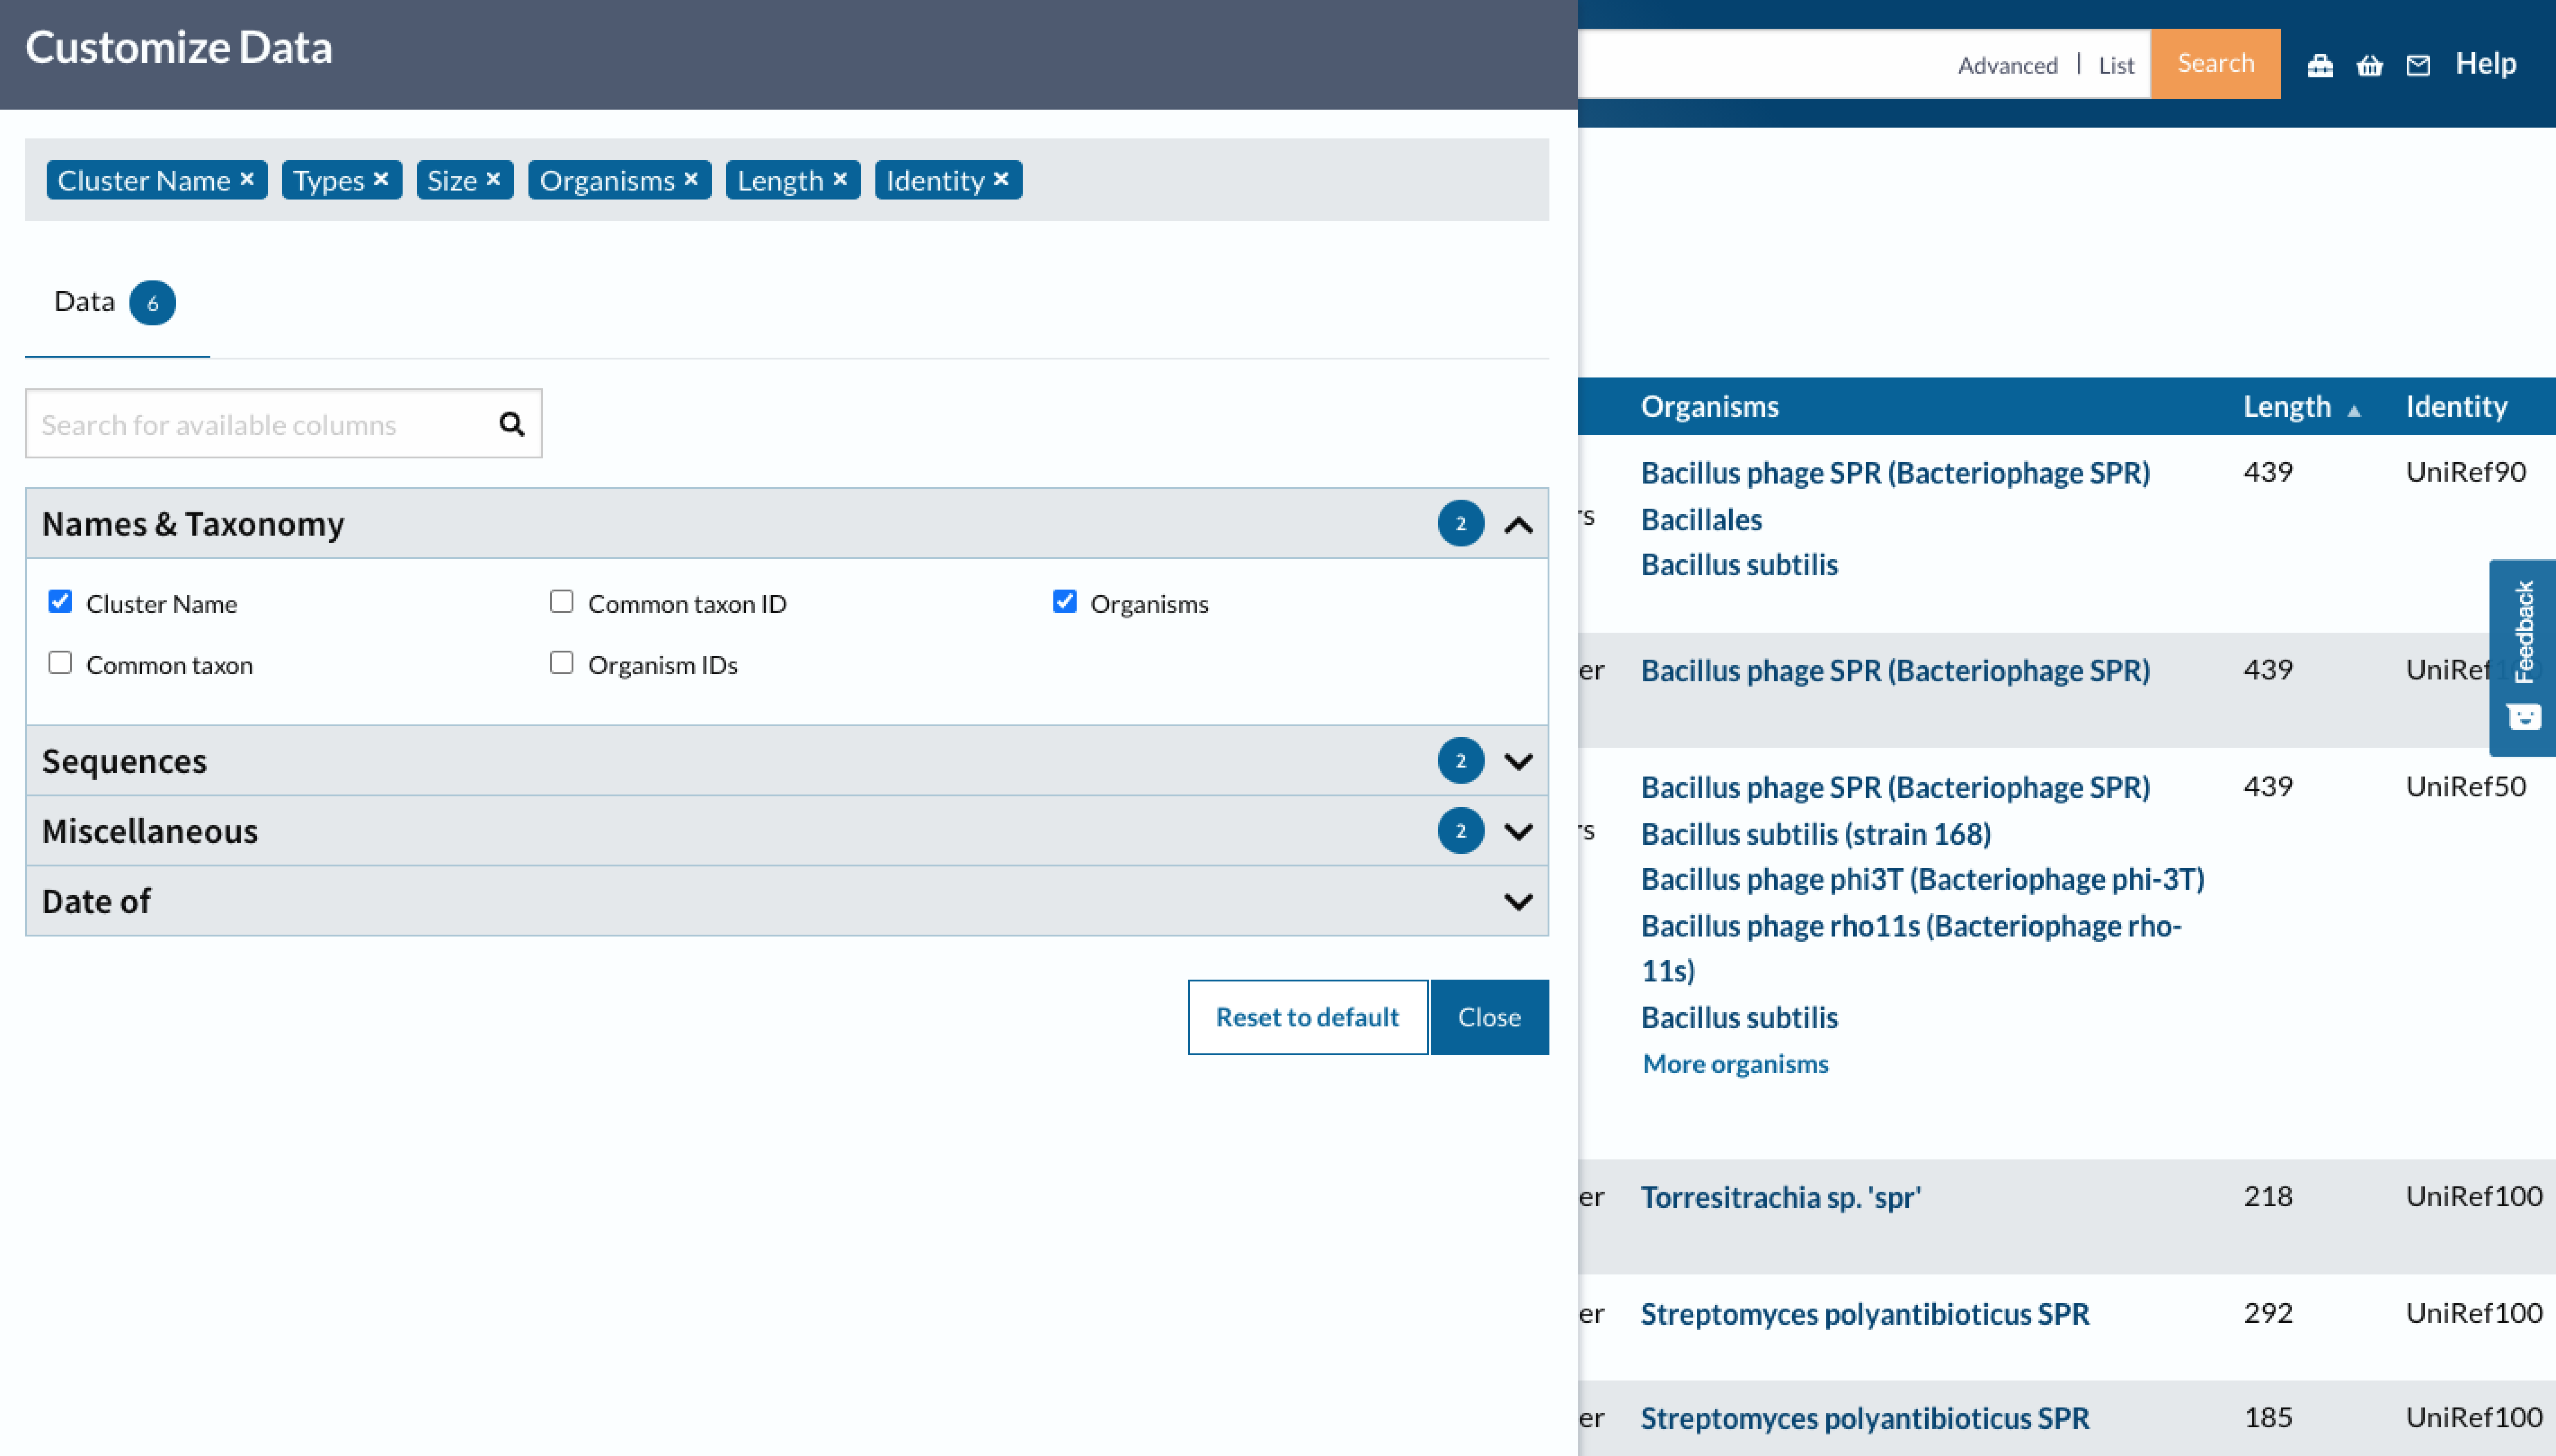 Customize Data
Advanced | List Search Help
Cluster Name × Types × Size × Organisms × Length × Identity ×
Data 6
Search for available columns
Names & Taxonomy 2
Cluster Name Common taxon ID Organisms
Common taxon Organism IDs
Sequences 2
Miscellaneous 2
Date of
Reset to default Close
Organisms Length ▲ Identity
Bacillus phage SPR (Bacteriophage SPR) 439 UniRef90
Bacillales
Bacillus subtilis
er Bacillus phage SPR (Bacteriophage SPR) 439 UniRef100
Bacillus phage SPR (Bacteriophage SPR) 439 UniRef50
Bacillus subtilis (strain 168)
Bacillus phage phi3T (Bacteriophage phi-3T)
Bacillus phage rho11s (Bacteriophage rho-
11s)
Bacillus subtilis
More organisms
er Torresitrachia sp. 'spr' 218 UniRef100
er Streptomyces polyantibioticus SPR 292 UniRef100
er Streptomyces polyantibioticus SPR 185 UniRef100
Feedback